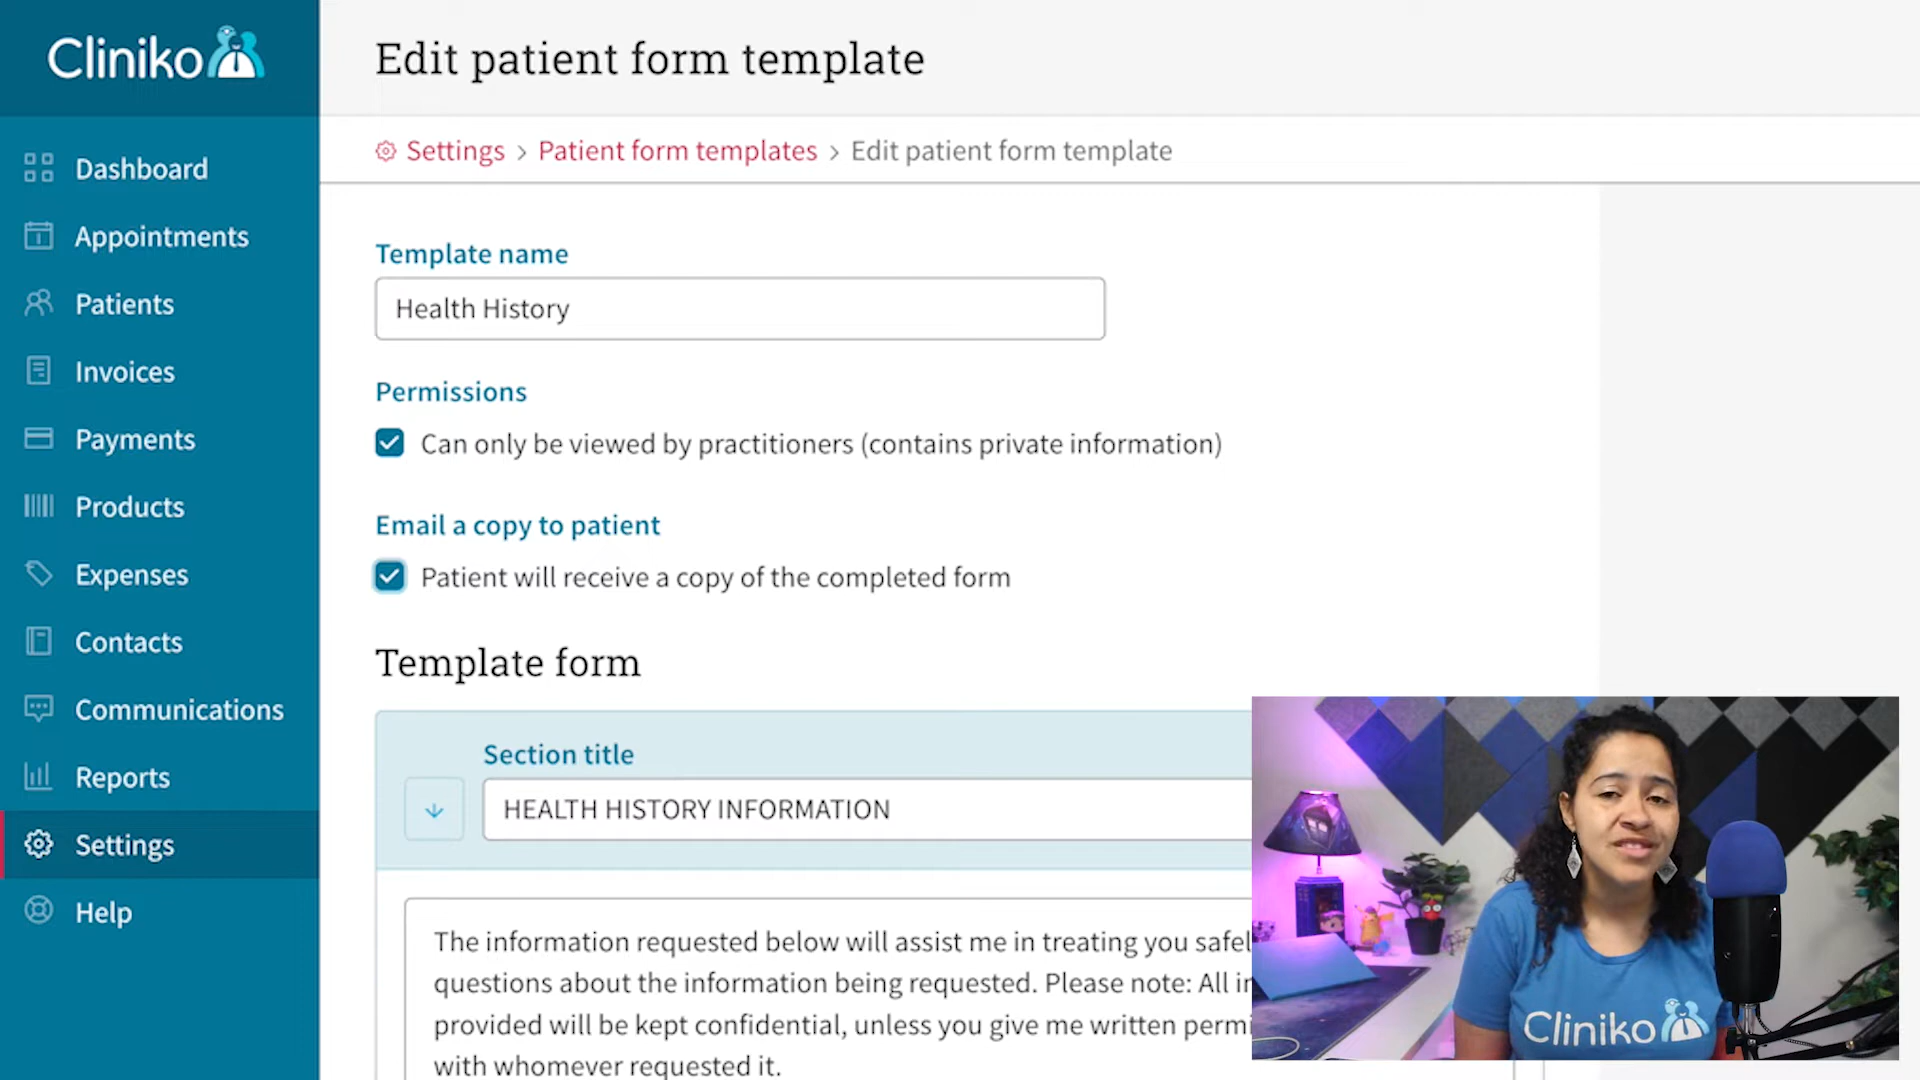 Cliniko
Edit patient form template
Settings > Patient form templates > Edit patient form template
Dashboard
Appointments
Patients
Invoices
Payments
Products
Expenses
Contacts
Communications
Reports
Settings
Help
Template name
Health History
Permissions
Can only be viewed by practitioners (contains private information)
Email a copy to patient
Patient will receive a copy of the completed form
Template form
Section title
HEALTH HISTORY INFORMATION
The information requested below will assist me in treating you
questions about the information being requested. Please note: All
provided will be kept confidential, unless you give me written
with whomever requested it.
Cliniko